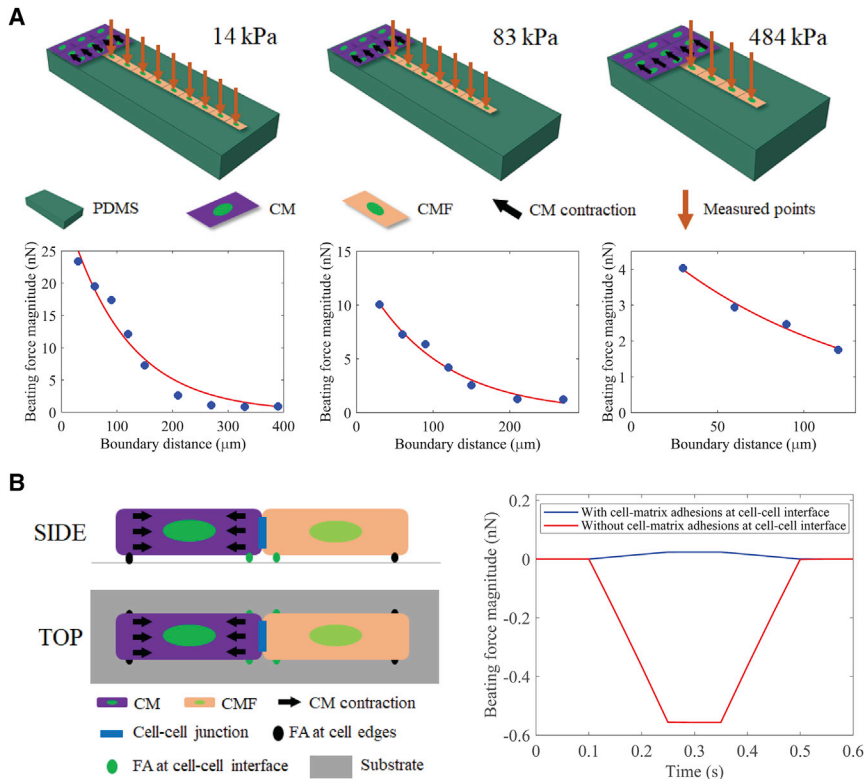 A
14 kPa
83 kPa
484 kPa
PDMS
CM
CMF
CM contraction
Measured points
Beating force magnitude (nN)
25
20
15
10
5
0
0
100
200
300
400
Boundary distance (μm)
Beating force magnitude (nN)
15
10
5
0
0
100
200
Boundary distance (μm)
Beating force magnitude (nN)
4
3
2
1
0
0
50
100
Boundary distance (μm)
B
SIDE
TOP
CM
CMF
CM contraction
Cell-cell junction
FA at cell edges
FA at cell-cell interface
Substrate
Beating force magnitude (nN)
0.2
0
-0.2
-0.4
-0.6
With cell-matrix adhesions at cell-cell interface
Without cell-matrix adhesions at cell-cell interface
0
0.1
0.2
0.3
0.4
0.5
0.6
Time (s)